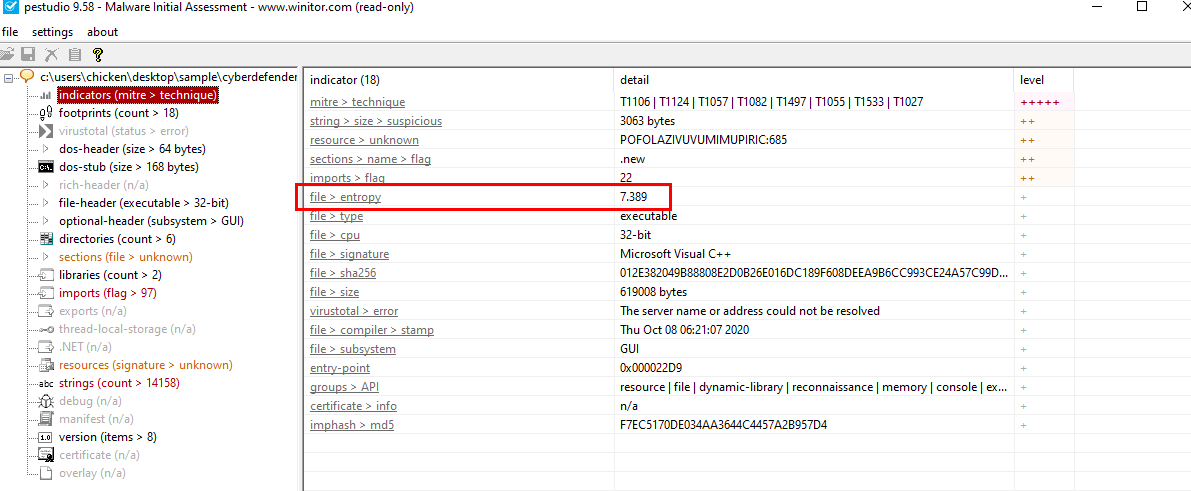 pestudio 9.58 - Malware Initial Assessment - www.winitor.com (read-only)
file settings about
c:\users\chicken\desktop\sample\cyberdefender
indicators (mitre > technique)
footprints (count > 18)
virustotal (status > error)
dos-header (size > 64 bytes)
dos-stub (size > 168 bytes)
rich-header (n/a)
file-header (executable > 32-bit)
optional-header (subsystem > GUI)
directories (count > 6)
sections (file > unknown)
libraries (count > 2)
imports (flag > 97)
exports (n/a)
thread-local-storage (n/a)
.NET (n/a)
resources (signature > unknown)
abc strings (count > 14158)
debug (n/a)
manifest (n/a)
1.0 version (items > 8)
certificate (n/a)
overlay (n/a)
indicator (18) detail level
mitre > technique T1106 | T1124 | T1057 | T1082 | T1497 | T1055 | T1533 | T1027 +++++
string > size > suspicious 3063 bytes ++
resource > unknown POFOLAZIVUVUMIMUPIRIC:685 ++
sections > name > flag .new ++
imports > flag 22 ++
file > entropy 7.389 +
file > type executable +
file > cpu 32-bit +
file > signature Microsoft Visual C++ +
file > sha256 012E382049B88808E2D0B26E016DC189F608DEEA9B6CC993CE24A57C99D... +
file > size 619008 bytes +
virustotal > error The server name or address could not be resolved +
file > compiler > stamp Thu Oct 08 06:21:07 2020 +
file > subsystem GUI +
entry-point 0x000022D9 +
groups > API resource | file | dynamic-library | reconnaissance | memory | console | ex... +
certificate > info n/a +
imphash > md5 F7EC5170DE034AA3644C4457A2B957D4 +